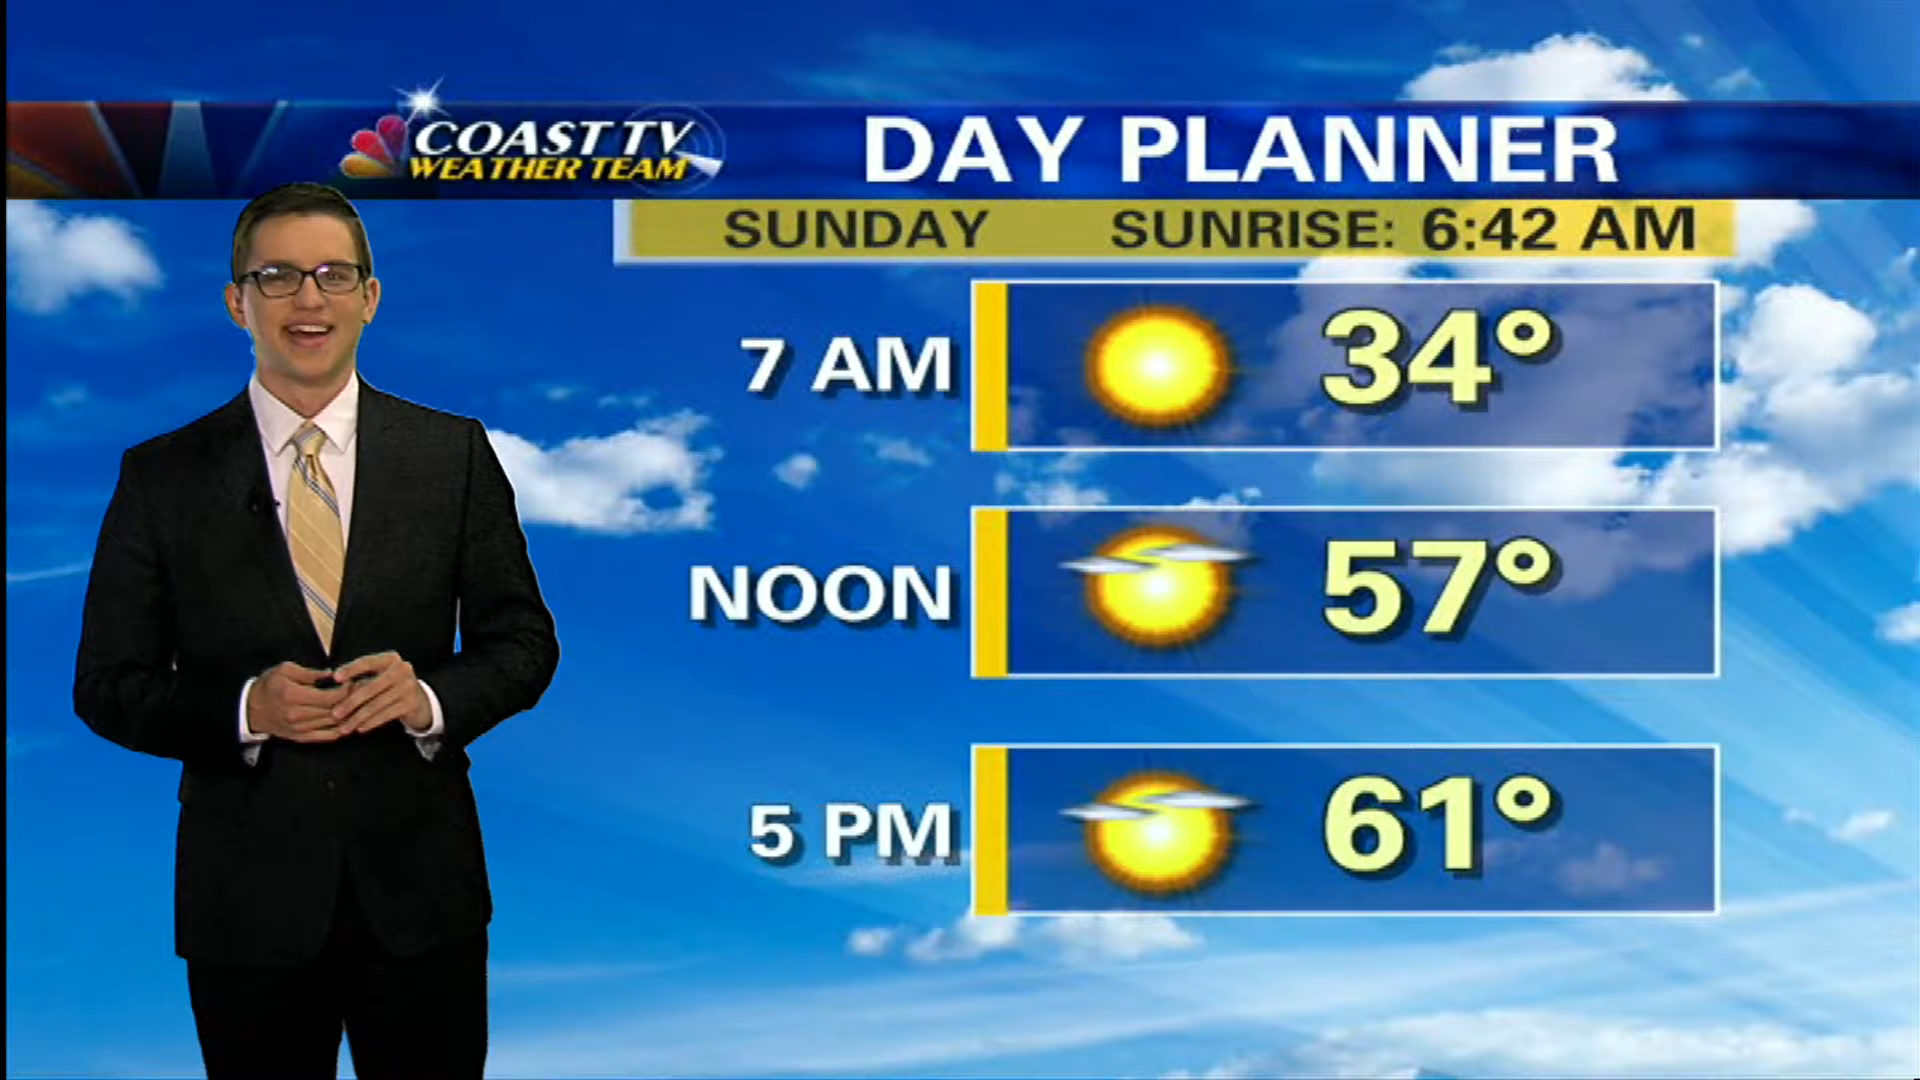 COAST TV
WEATHER TEAM
DAY PLANNER
SUNDAY SUNRISE: 6:42 AM
7 AM 34°
NOON 57°
5 PM 61°